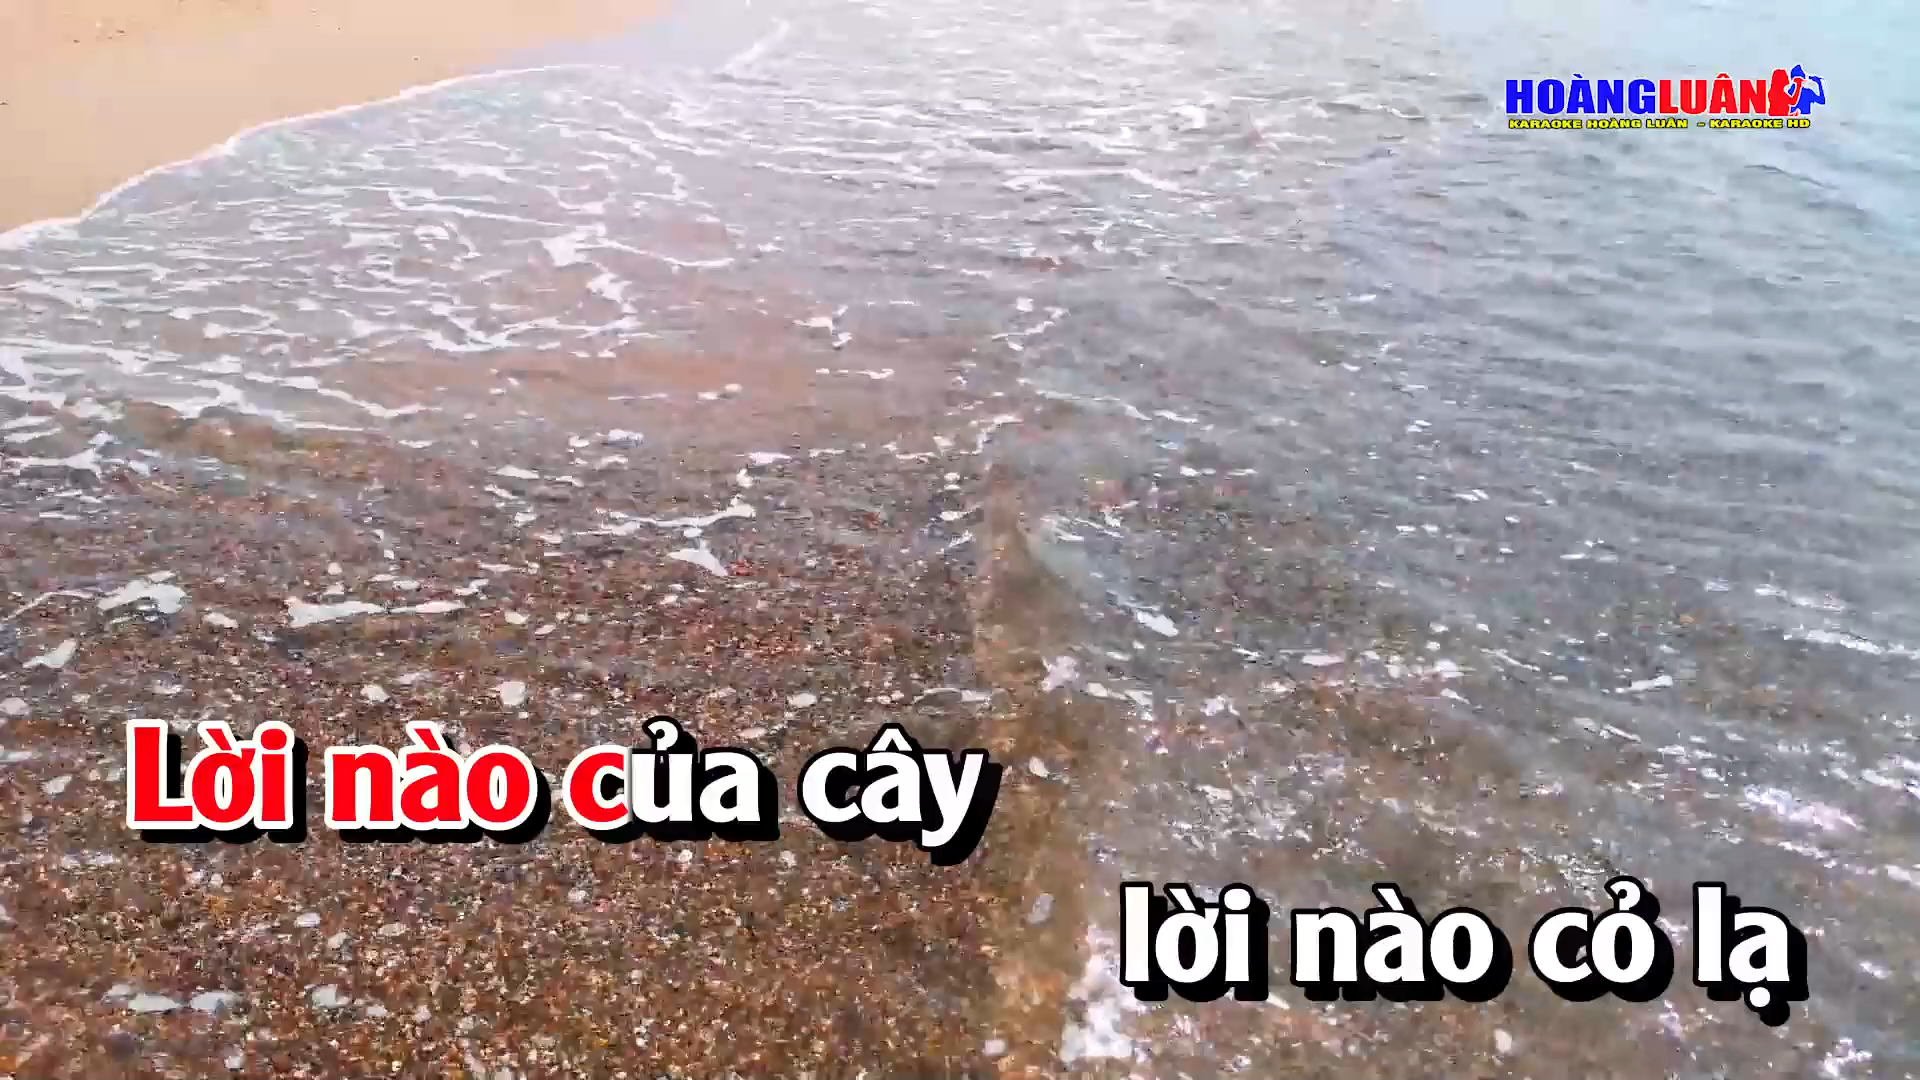 HOÀNGLUÂN
KARAOKE HOÀNG LUÂN - KARAOKE HD
Lời nào của cây
lời nào cỏ lạ